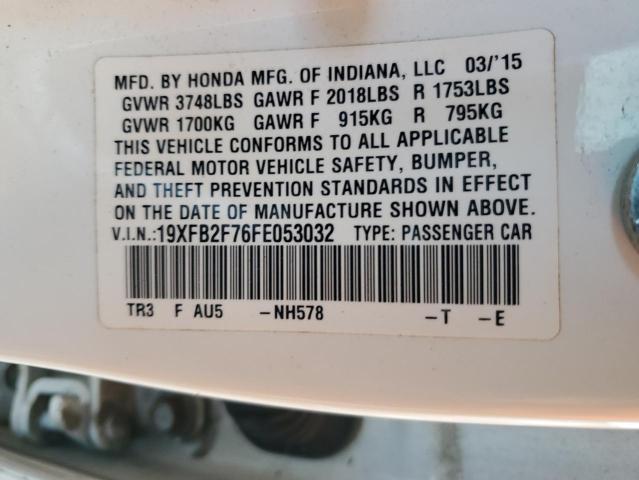 MFD. BY HONDA MFG. OF INDIANA, LLC 03/'15
GVWR 3748LBS GAWR F 2018LBS R 1753LBS
GVWR 1700KG GAWR F 915KG R 795KG
THIS VEHICLE CONFORMS TO ALL APPLICABLE
FEDERAL MOTOR VEHICLE SAFETY, BUMPER,
AND THEFT PREVENTION STANDARDS IN EFFECT
ON THE DATE OF MANUFACTURE SHOWN ABOVE.
V.I.N.:19XFB2F76FE053032 TYPE: PASSENGER CAR
TR3 F AU5 -NH578 -T -E